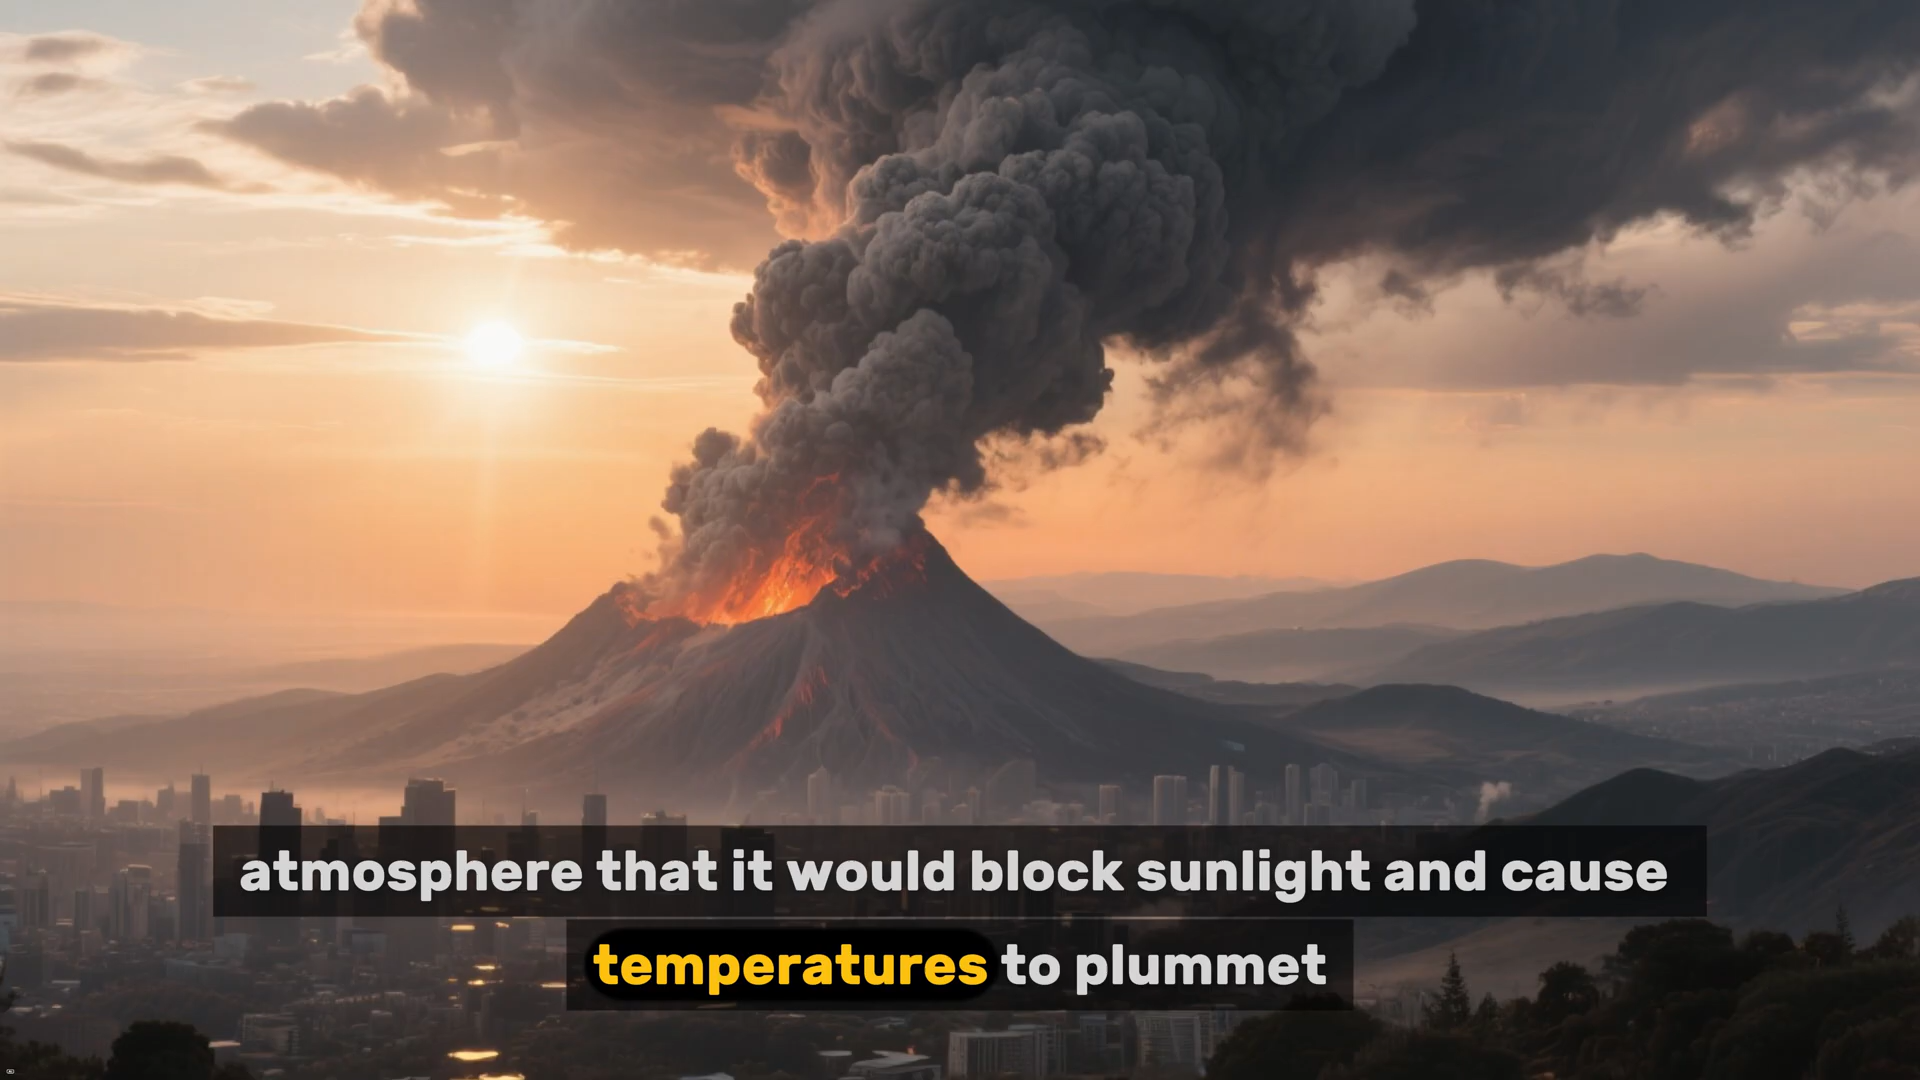 atmosphere that it would block sunlight and cause
temperatures to plummet